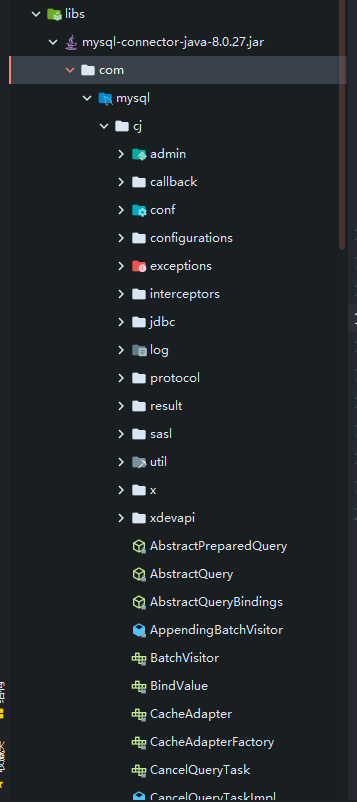 libs
mysql-connector-java-8.0.27.jar
com
mysql
cj
admin
callback
conf
configurations
exceptions
interceptors
jdbc
log
protocol
result
sasl
util
x
xdevapi
AbstractPreparedQuery
AbstractQuery
AbstractQueryBindings
AppendingBatchVisitor
BatchVisitor
BindValue
CacheAdapter
CacheAdapterFactory
CancelQueryTask
CancelQueryTaskImpl